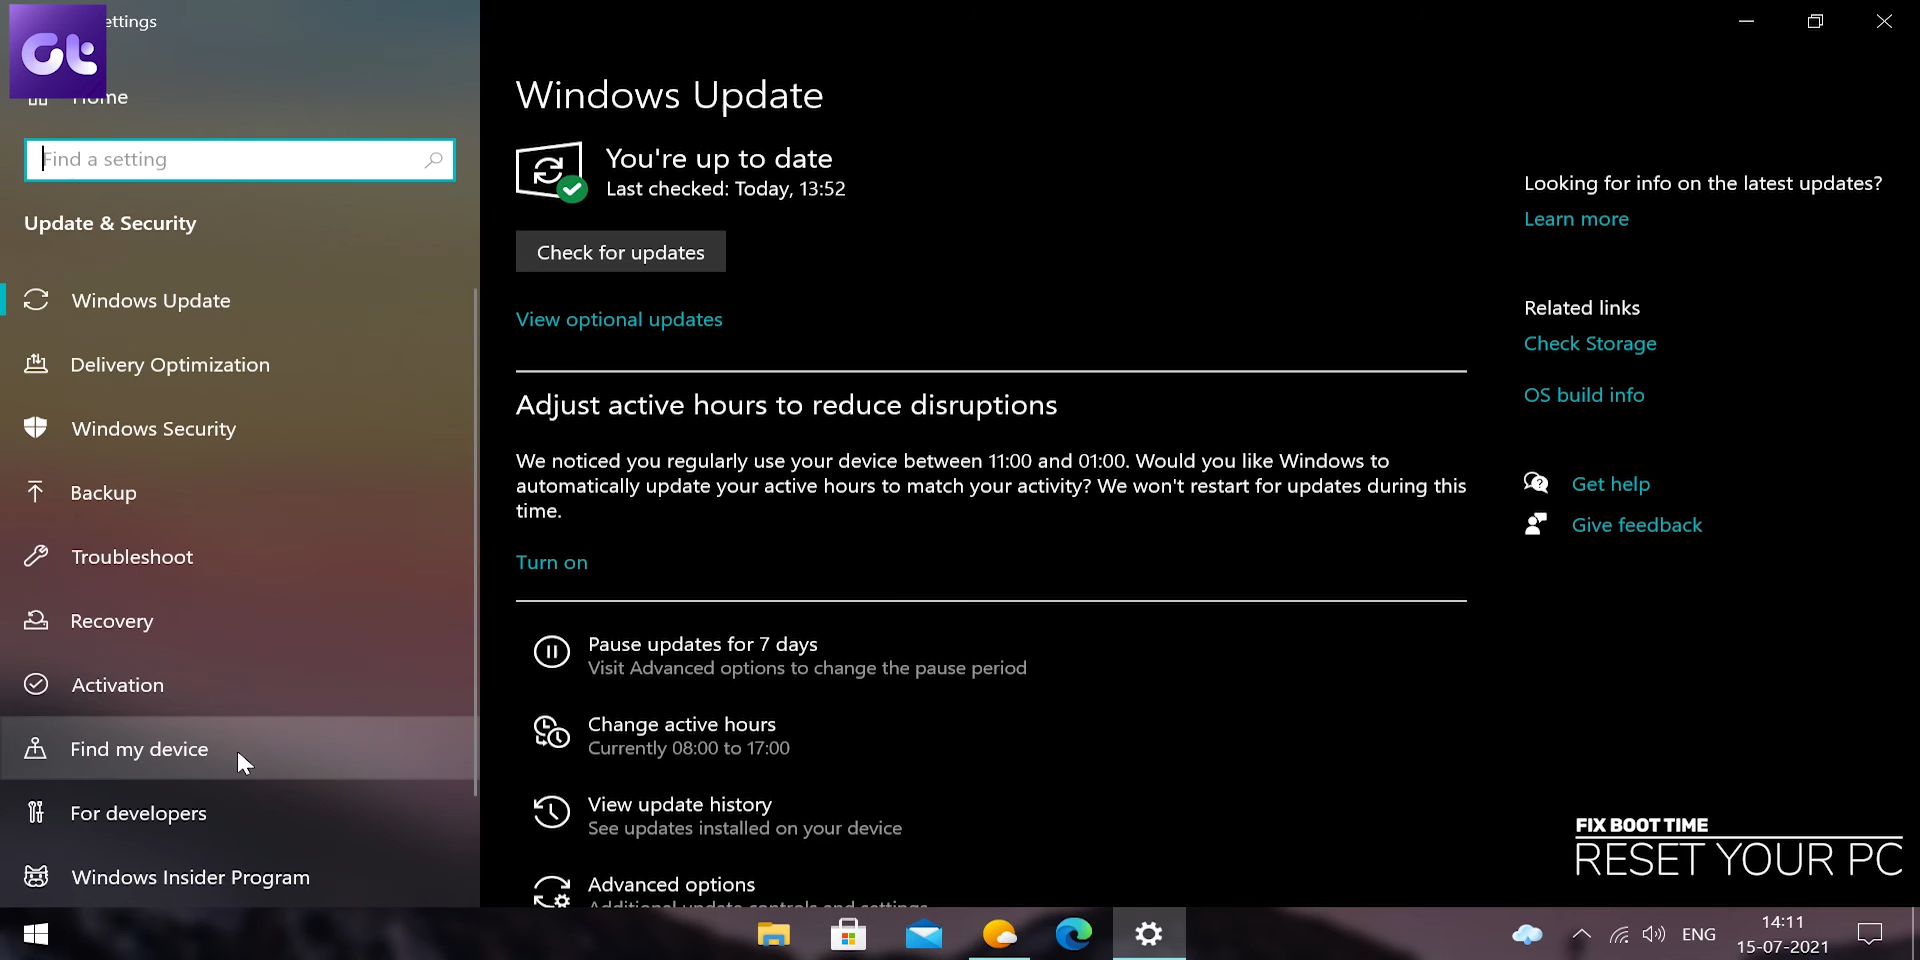 ettings
Gt
Home
Find a setting
Update & Security
Windows Update
Delivery Optimization
Windows Security
Backup
Troubleshoot
Recovery
Activation
Find my device
For developers
Windows Insider Program
Windows Update
You're up to date
Last checked: Today, 13:52
Check for updates
View optional updates
Adjust active hours to reduce disruptions
We noticed you regularly use your device between 11:00 and 01:00. Would you like Windows to
automatically update your active hours to match your activity? We won't restart for updates during this
time.
Turn on
Pause updates for 7 days
Visit Advanced options to change the pause period
Change active hours
Currently 08:00 to 17:00
View update history
See updates installed on your device
Advanced options
Additional update controls and settings
Looking for info on the latest updates?
Learn more
Related links
Check Storage
OS build info
Get help
Give feedback
FIX BOOT TIME
RESET YOUR PC
ENG
14:11
15-07-2021